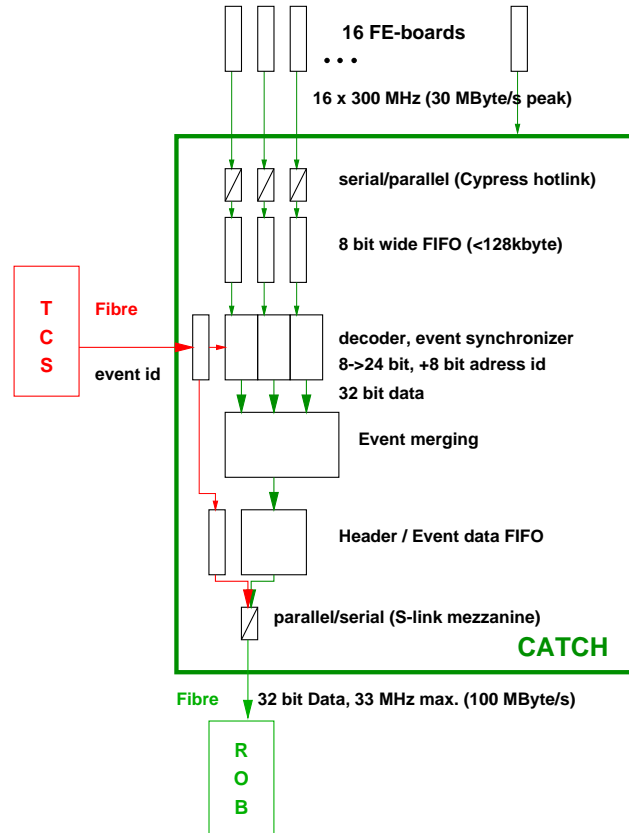 16 FE-boards
• • •
16 x 300 MHz (30 MByte/s peak)
serial/parallel (Cypress hotlink)
8 bit wide FIFO (<128kbyte)
T
C
S
Fibre
event id
decoder, event synchronizer
8->24 bit, +8 bit adress id
32 bit data
Event merging
Header / Event data FIFO
parallel/serial (S-link mezzanine)
CATCH
Fibre
32 bit Data, 33 MHz max. (100 MByte/s)
R
O
B